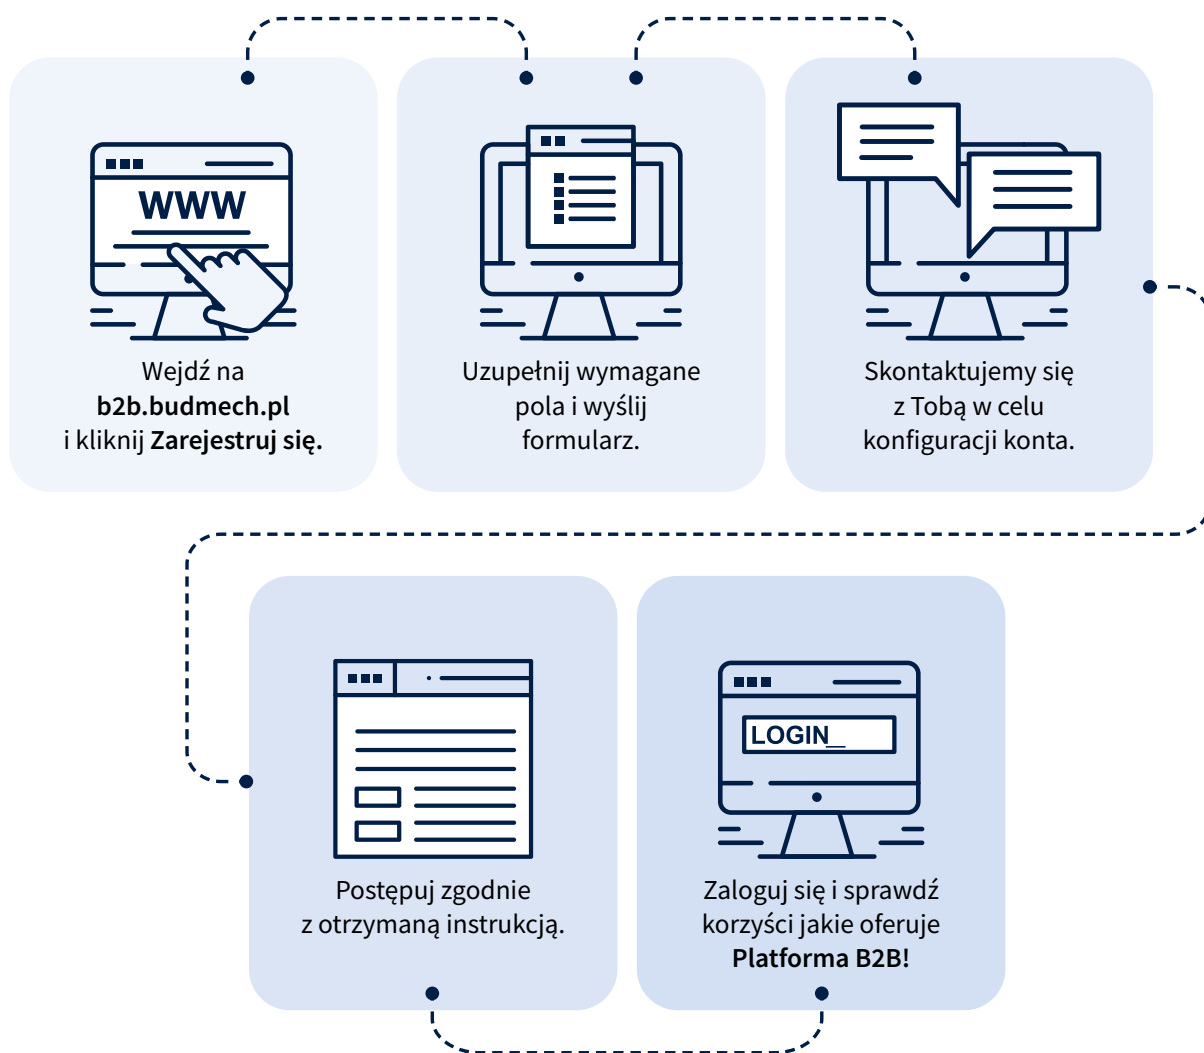 WWW
Wejdź na
b2b.budmech.pl
i kliknij Zarejestruj się.
Uzupełnij wymagane
pola i wyślij
formularz.
Skontaktujemy się
z Tobą w celu
konfiguracji konta.
Postępuj zgodnie
z otrzymaną instrukcją.
LOGIN_
Zaloguj się i sprawdź
korzyści jakie oferuje
Platforma B2B!